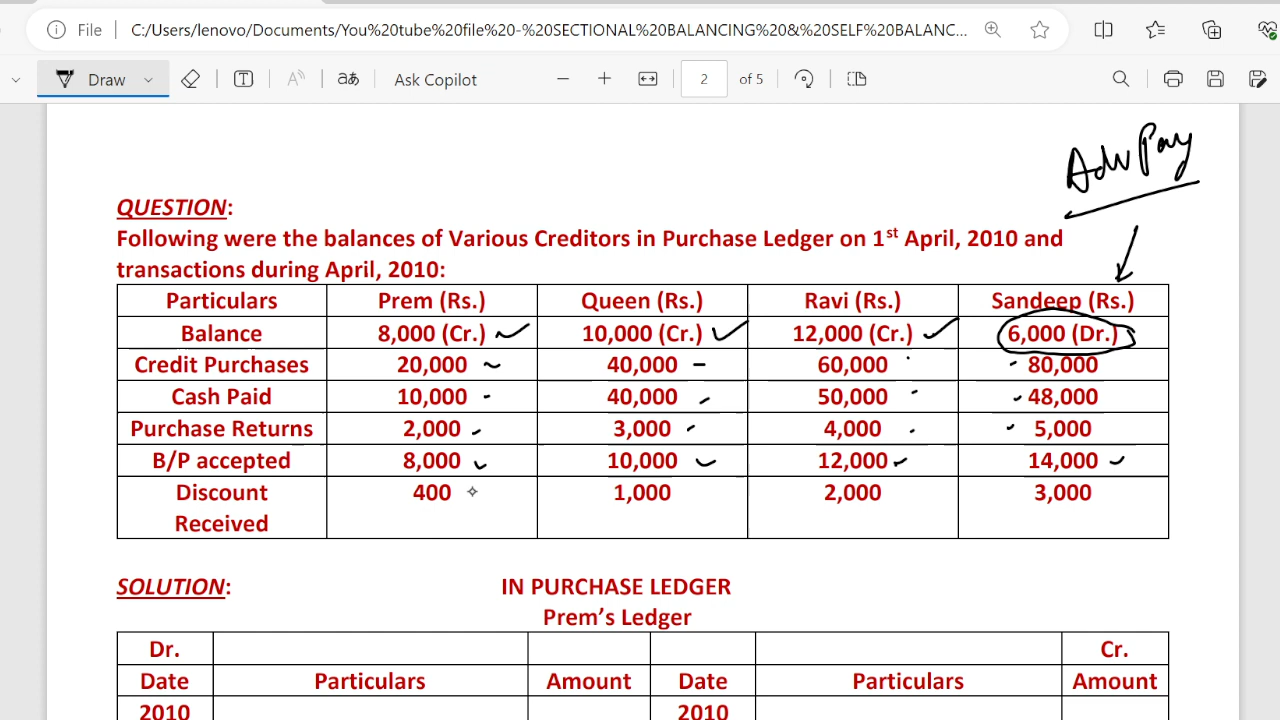 File
C:/Users/lenovo/Documents/You%20tube%20file%20-%20SECTIONAL%20BALANCING%20&%20SELF%20BALANC...
Draw
aあ
Ask Copilot
2
of 5
Adv Pay
QUESTION:
Following were the balances of Various Creditors in Purchase Ledger on 1st April, 2010 and
transactions during April, 2010:
Particulars Prem (Rs.) Queen (Rs.) Ravi (Rs.) Sandeep (Rs.)
Balance 8,000 (Cr.) 10,000 (Cr.) 12,000 (Cr.) 6,000 (Dr.)
Credit Purchases 20,000 40,000 60,000 80,000
Cash Paid 10,000 40,000 50,000 48,000
Purchase Returns 2,000 3,000 4,000 5,000
B/P accepted 8,000 10,000 12,000 14,000
Discount 400 1,000 2,000 3,000
Received
SOLUTION: IN PURCHASE LEDGER
Prem's Ledger
Dr. Cr.
Date Particulars Amount Date Particulars Amount
2010 2010